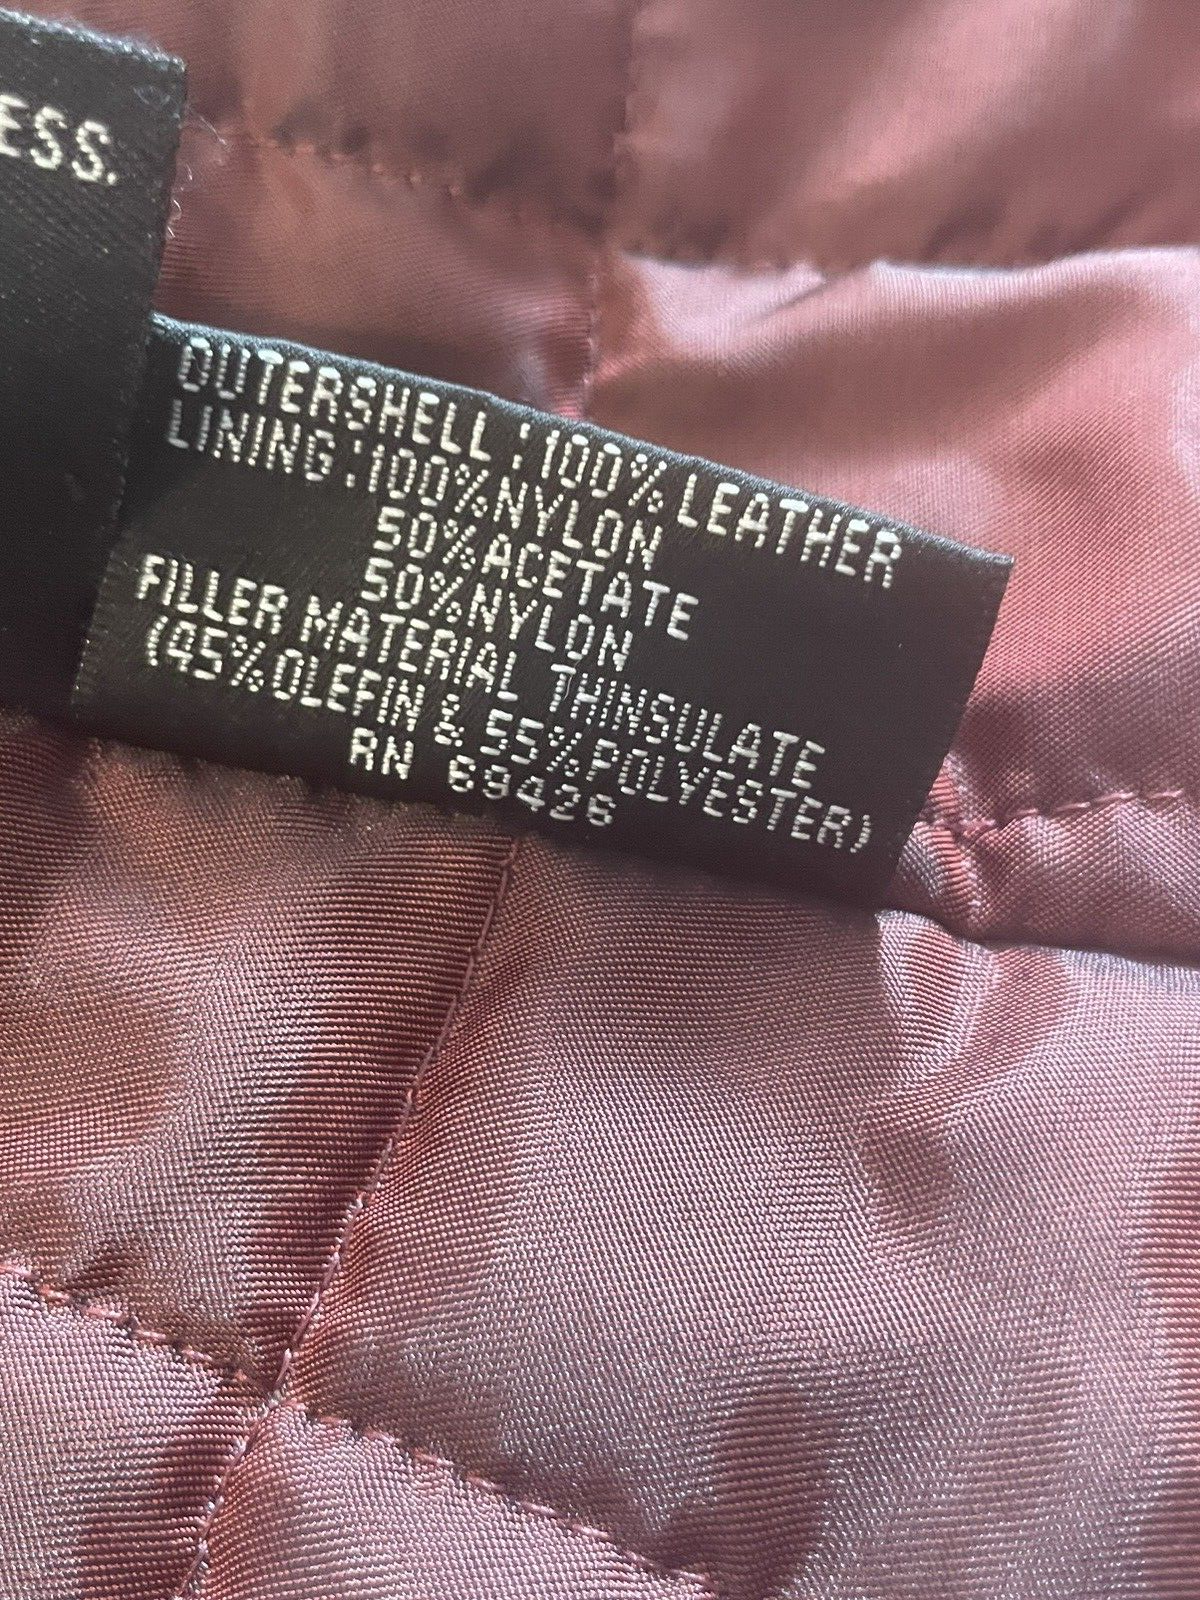 ESS.
OUTERSHELL :100% LEATHER
LINING :100%NYLON
50%ACETATE
50%NYLON
FILLER MATERIAL THINSULATE
(45%OLEFIN & 55%POLYESTER)
RN 69426